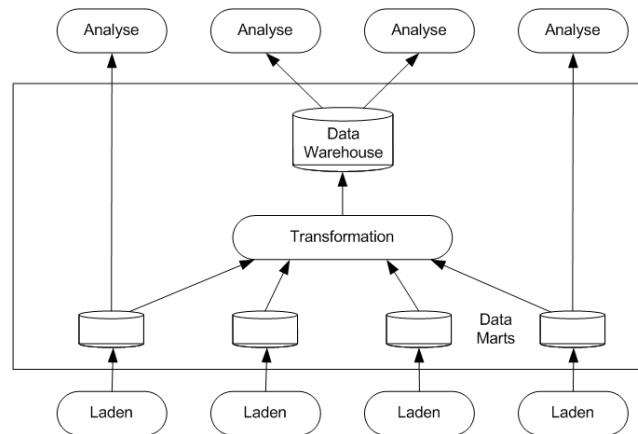 Analyse
Analyse
Analyse
Analyse
Data
Warehouse
Transformation
Data
Marts
Laden
Laden
Laden
Laden